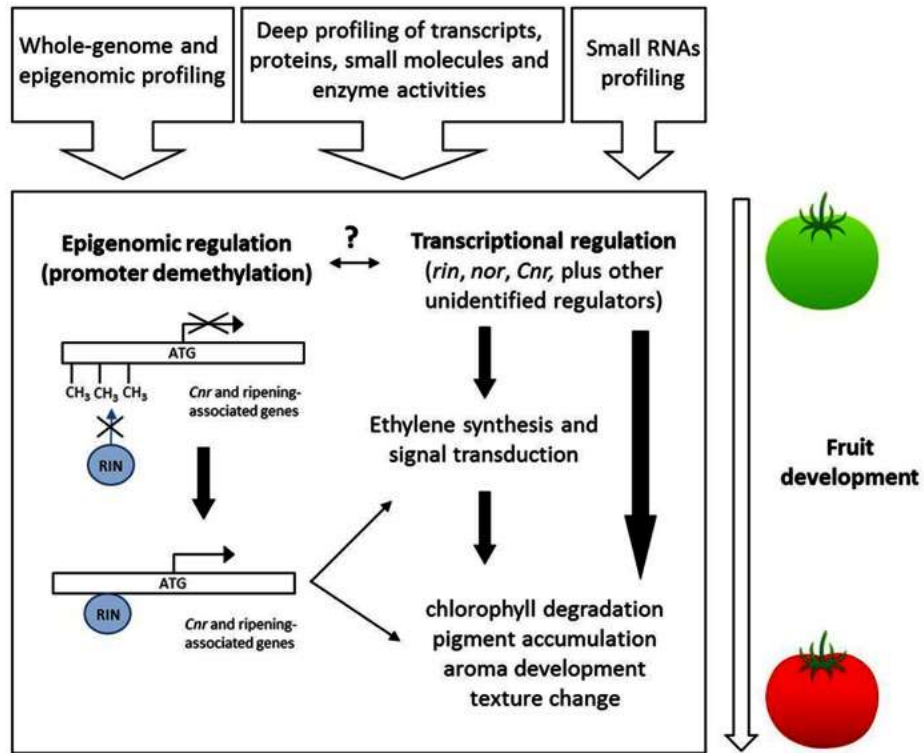 Whole-genome and
epigenomic profiling
Deep profiling of transcripts,
proteins, small molecules and
enzyme activities
Small RNAs
profiling
Epigenomic regulation
(promoter demethylation)
?
Transcriptional regulation
(rin, nor, Cnr, plus other
unidentified regulators)
ATG
CH₃ CH₃ CH₃
Cnr and ripening-
associated genes
RIN
Ethylene synthesis and
signal transduction
Fruit
development
ATG
RIN
Cnr and ripening-
associated genes
chlorophyll degradation
pigment accumulation
aroma development
texture change